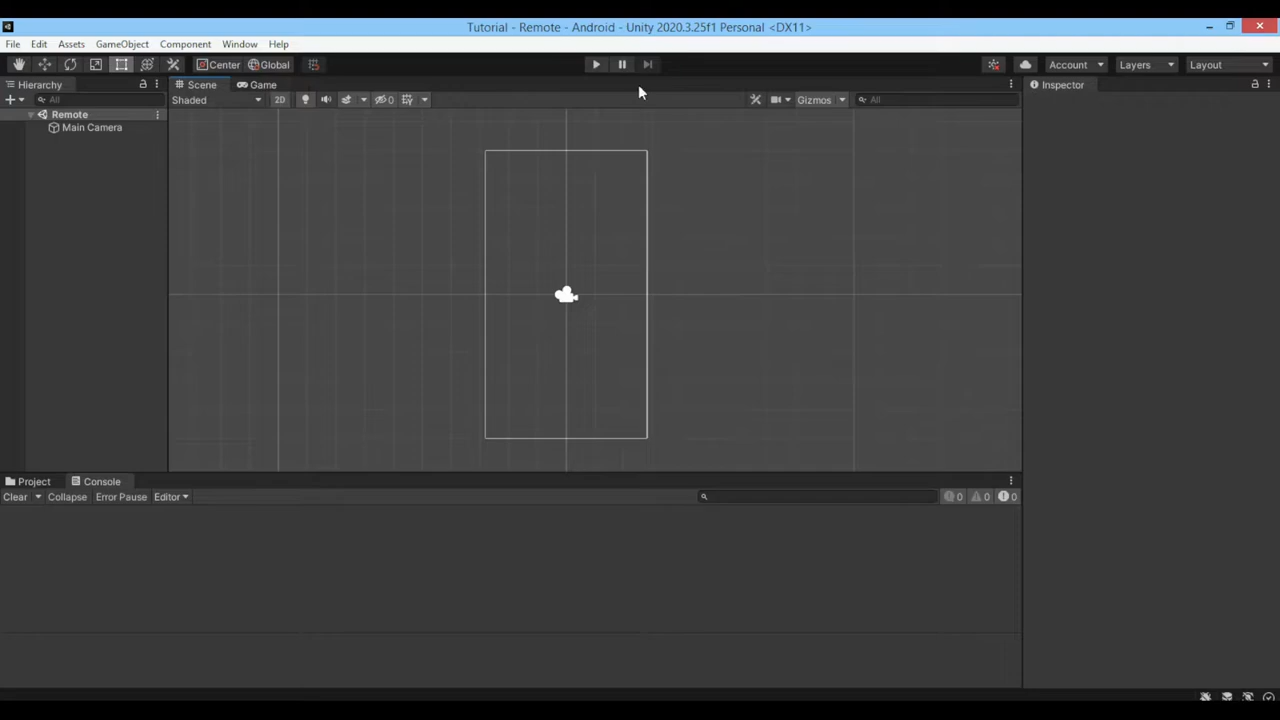 Tutorial - Remote - Android - Unity 2020.3.25f1 Personal <DX11>
File Edit Assets GameObject Component Window Help
Center Global Account Layers Layout
Hierarchy Scene Game Inspector
All Shaded 2D 0 Gizmos All
Remote
Main Camera
Project Console
Clear Collapse Error Pause Editor 0 0 0